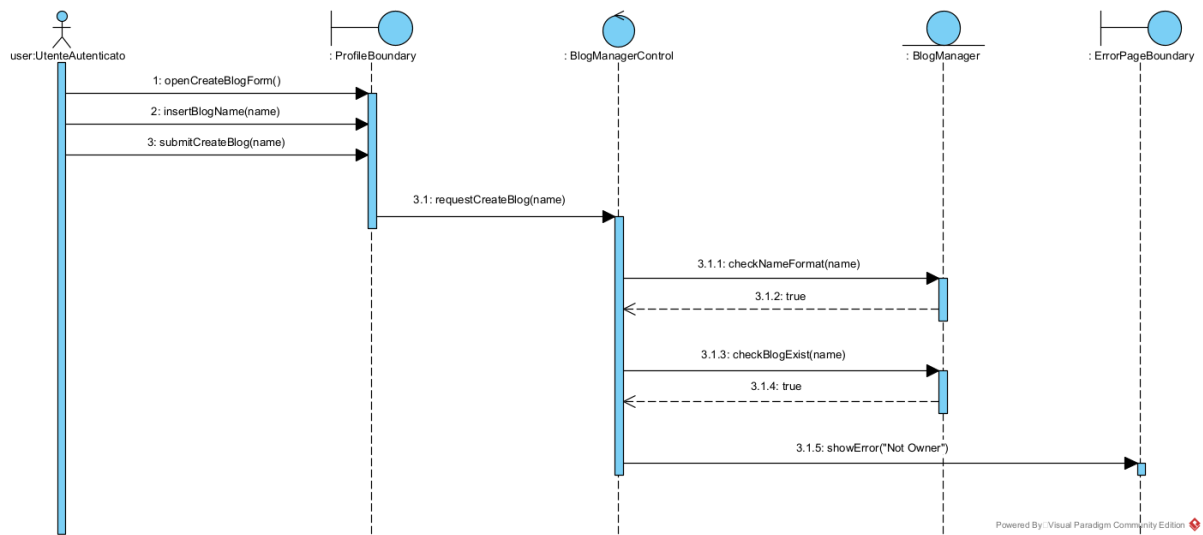 user:UtenteAutenticato
: ProfileBoundary
: BlogManagerControl
: BlogManager
: ErrorPageBoundary
1: openCreateBlogForm()
2: insertBlogName(name)
3: submitCreateBlog(name)
3.1: requestCreateBlog(name)
3.1.1: checkNameFormat(name)
3.1.2: true
3.1.3: checkBlogExist(name)
3.1.4: true
3.1.5: showError("Not Owner")
Powered By Visual Paradigm Community Edition